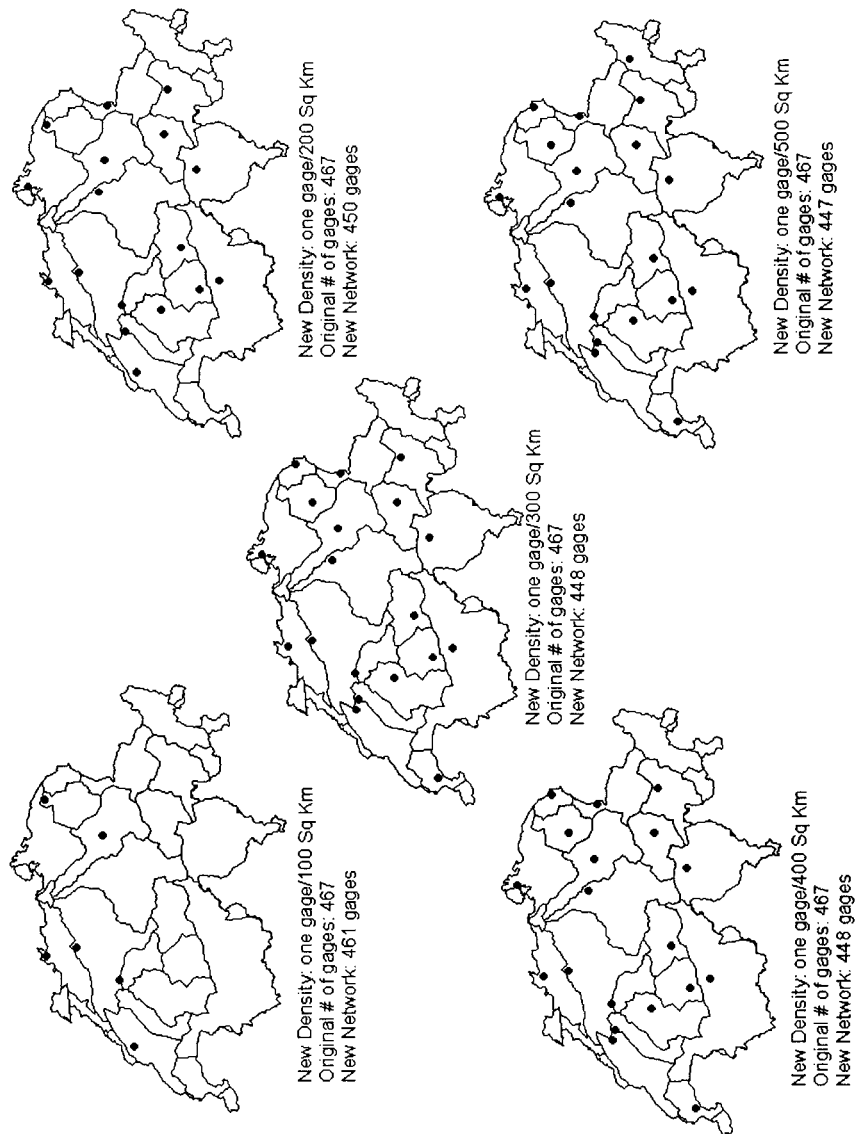 New Density: one gage/100 Sq Km
Original # of gages: 467
New Network: 461 gages
New Density: one gage/200 Sq Km
Original # of gages: 467
New Network: 450 gages
New Density: one gage/300 Sq Km
Original # of gages: 467
New Network: 448 gages
New Density: one gage/400 Sq Km
Original # of gages: 467
New Network: 448 gages
New Density: one gage/500 Sq Km
Original # of gages: 467
New Network: 447 gages